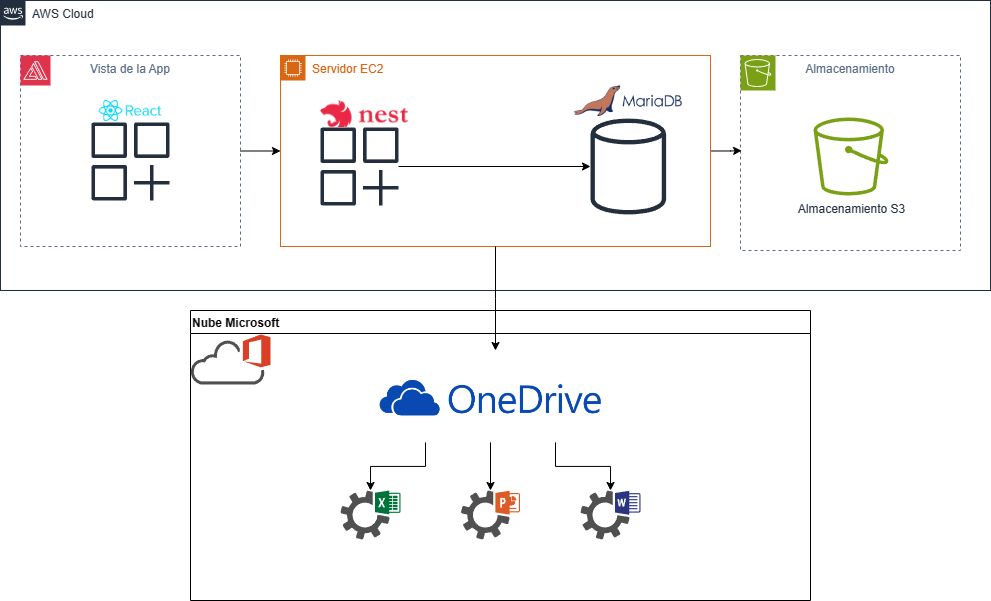 aws
AWS Cloud
Vista de la App
React
Servidor EC2
nest
MariaDB
Almacenamiento
Almacenamiento S3
Nube Microsoft
OneDrive
X
P
W